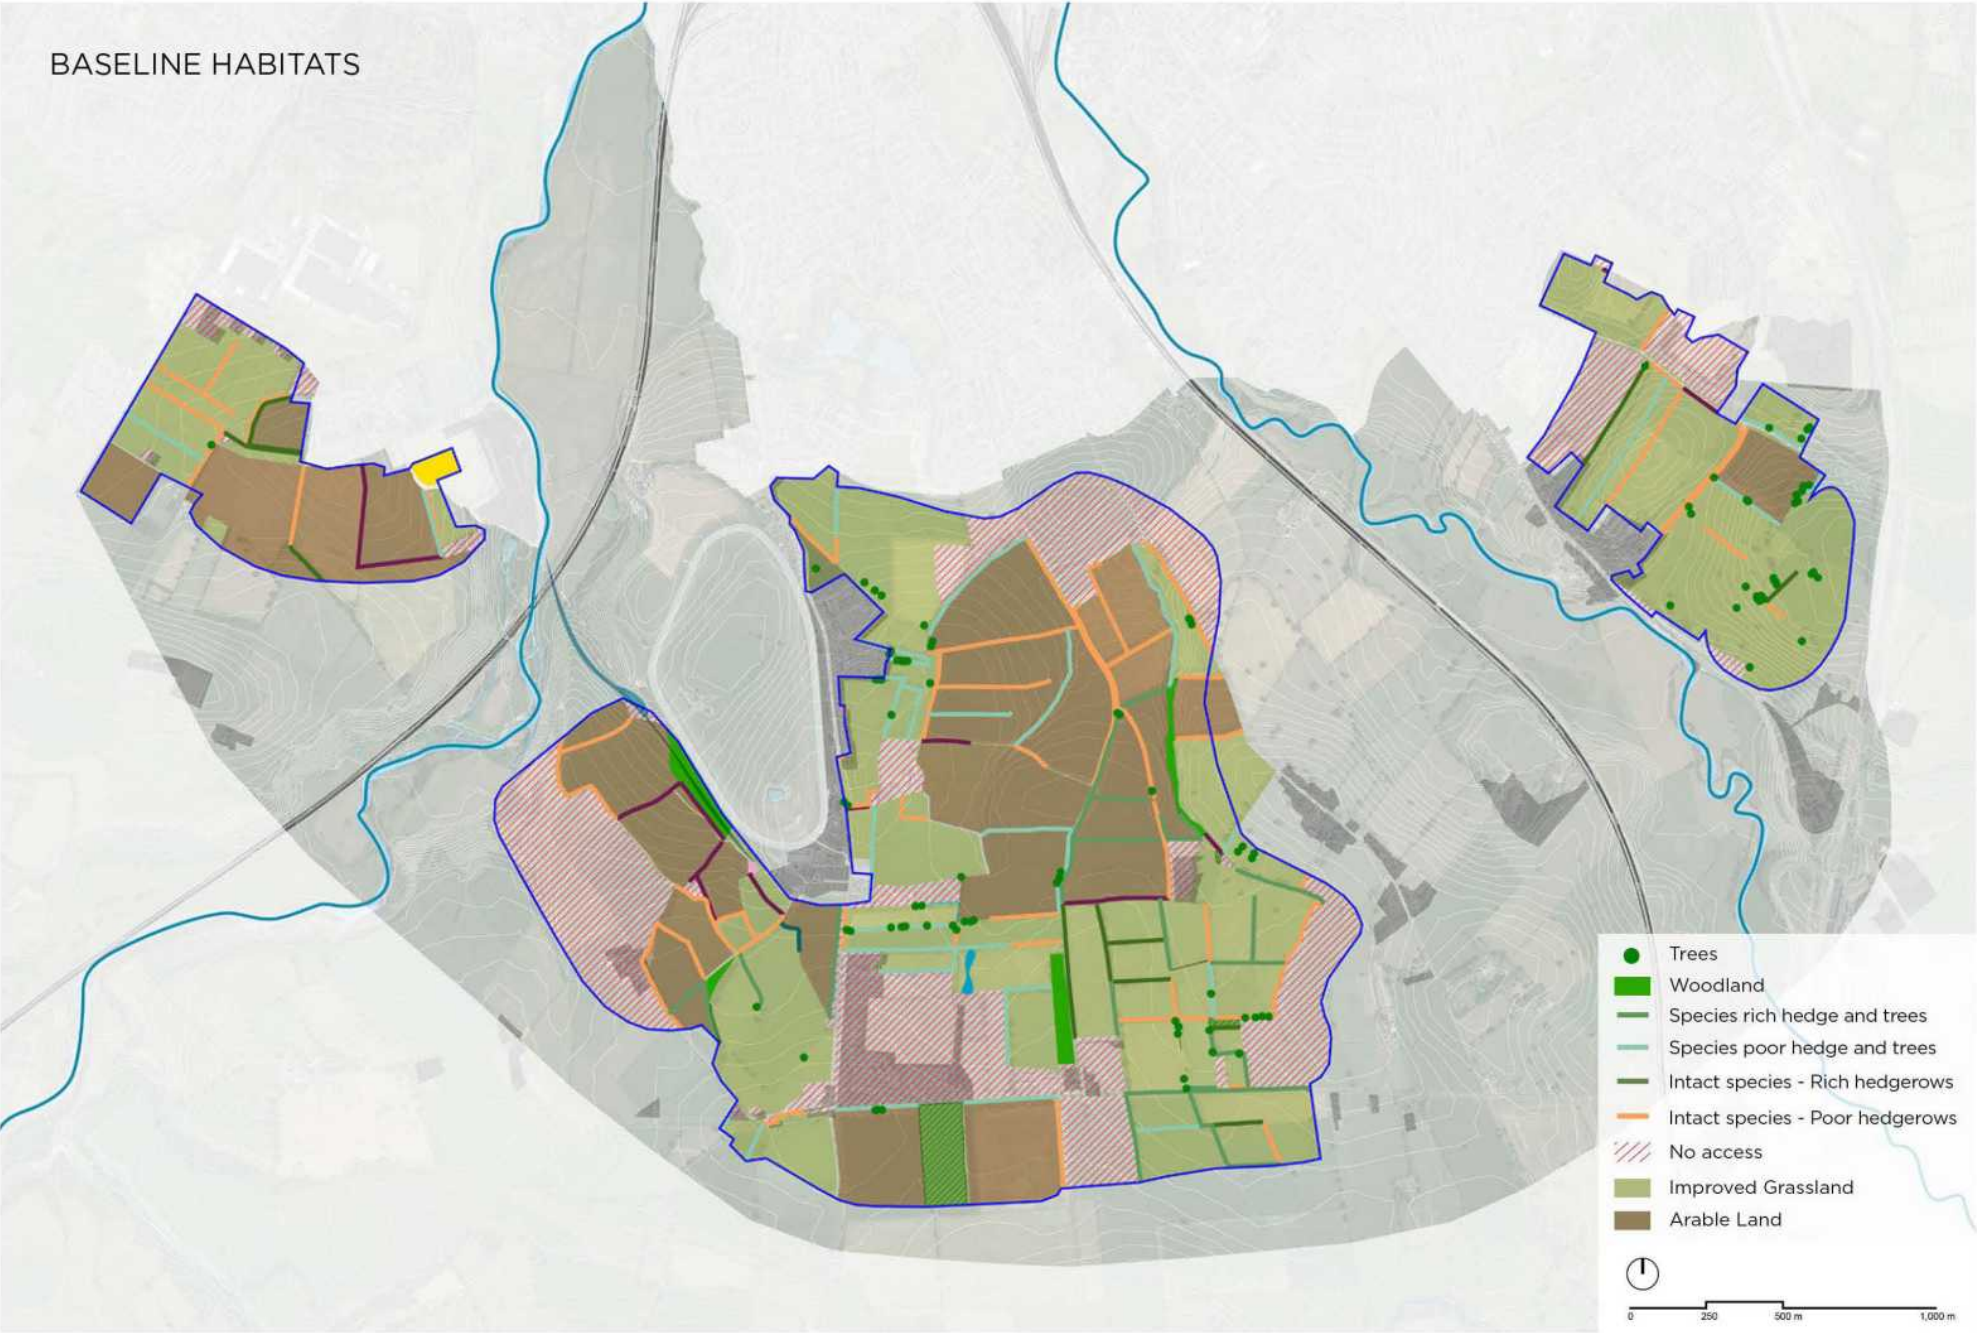 BASELINE HABITATS
Trees
Woodland
Species rich hedge and trees
Species poor hedge and trees
Intact species - Rich hedgerows
Intact species - Poor hedgerows
No access
Improved Grassland
Arable Land
0 250 500 m 1,000 m